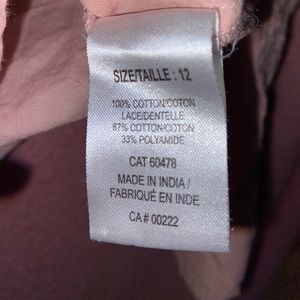 SIZE/TAILLE : 12
100% COTTON/COTON
LACE/DENTELLE
67% COTTON/COTON
33% POLYAMIDE
CAT 60478
MADE IN INDIA/
FABRIQUÉ EN INDE
CA# 00222